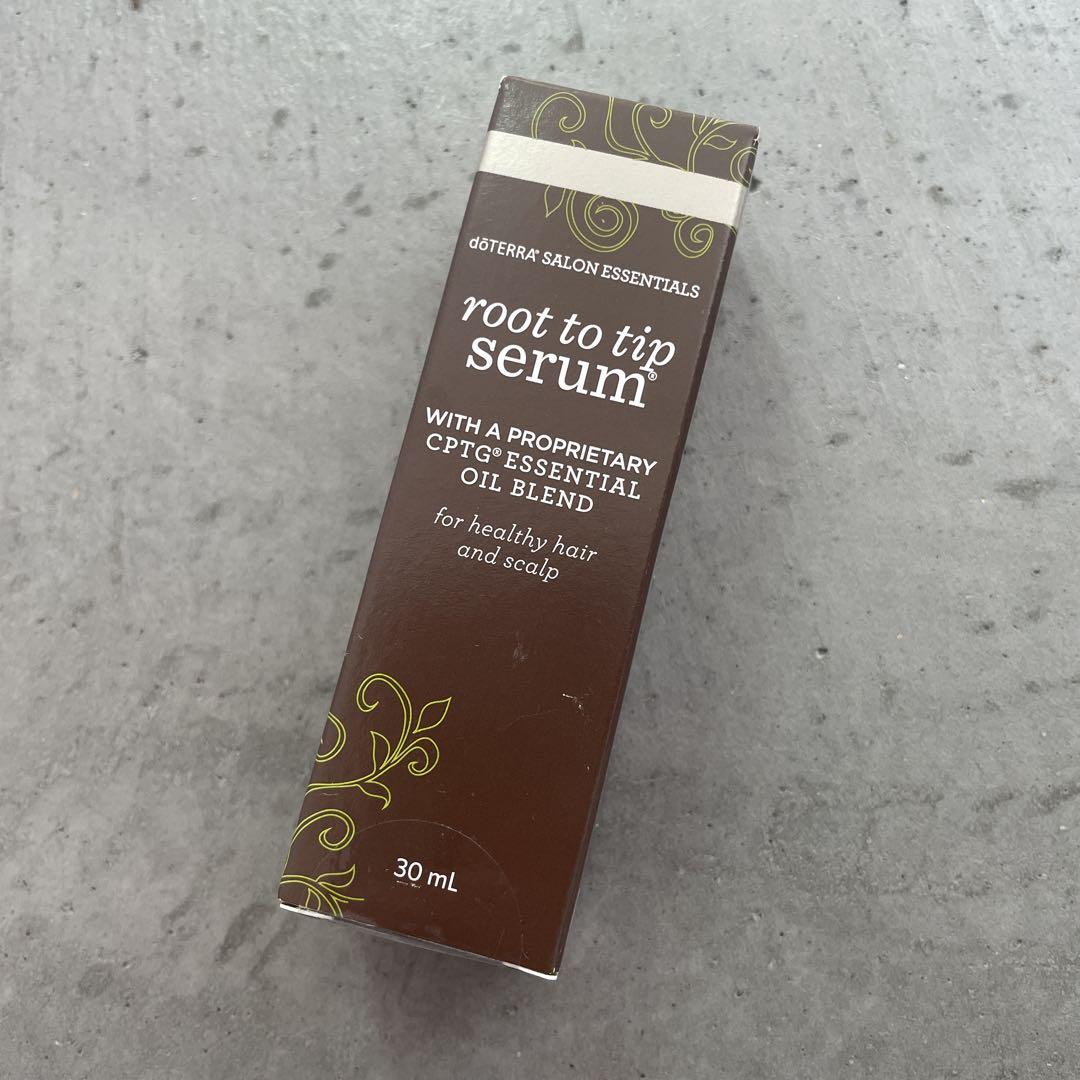 dōTERRA® SALON ESSENTIALS
root to tip
serum®
WITH A PROPRIETARY
CPTG® ESSENTIAL
OIL BLEND
for healthy hair
and scalp
30 mL